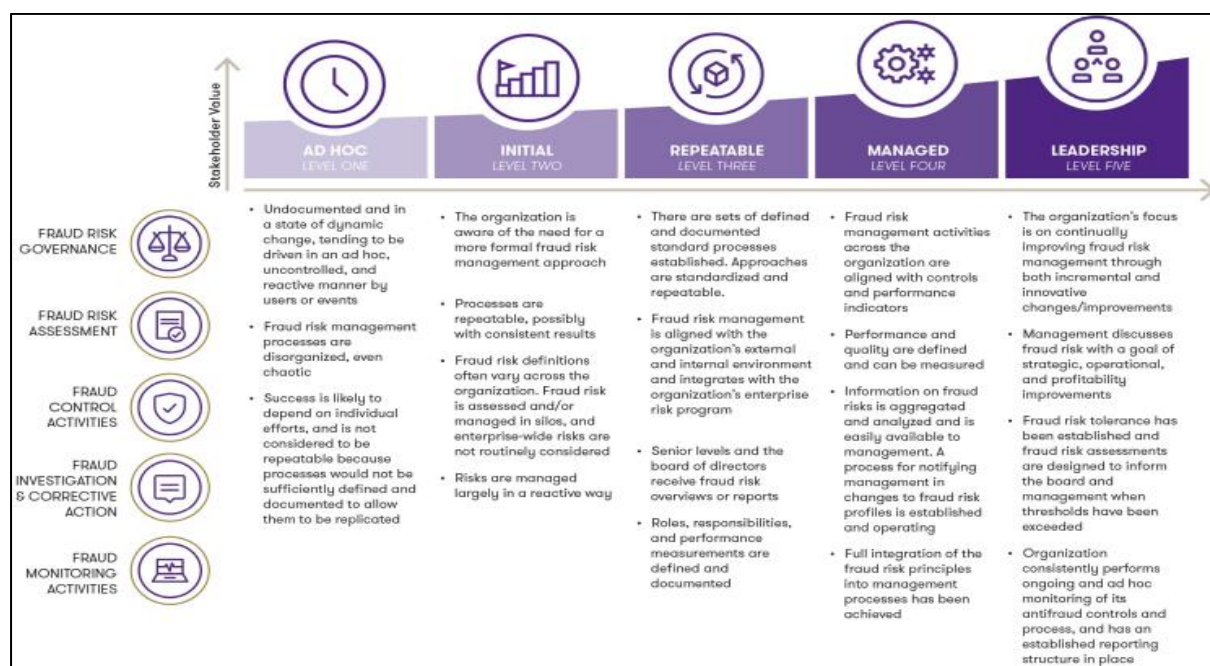 Stakeholder Value
AD HOC
LEVEL ONE
INITIAL
LEVEL TWO
REPEATABLE
LEVEL THREE
MANAGED
LEVEL FOUR
LEADERSHIP
LEVEL FIVE
FRAUD RISK
GOVERNANCE
FRAUD RISK
ASSESSMENT
FRAUD
CONTROL
ACTIVITIES
FRAUD
INVESTIGATION
& CORRECTIVE
ACTION
FRAUD
MONITORING
ACTIVITIES
• Undocumented and in
a state of dynamic
change, tending to be
driven in an ad hoc,
uncontrolled, and
reactive manner by
users or events
• Fraud risk management
processes are
disorganized, even
chaotic
• Success is likely to
depend on individual
efforts, and is not
considered to be
repeatable because
processes would not be
sufficiently defined and
documented to allow
them to be replicated
• The organization is
aware of the need for a
more formal fraud risk
management approach
• Processes are
repeatable, possibly
with consistent results
• Fraud risk definitions
often vary across the
organization. Fraud risk
is assessed and/or
managed in silos, and
enterprise-wide risks are
not routinely considered
• Risks are managed
largely in a reactive way
• There are sets of defined
and documented
standard processes
established. Approaches
are standardized and
repeatable.
• Fraud risk management
is aligned with the
organization's external
and internal environment
and integrates with the
organization's enterprise
risk program
• Senior levels and the
board of directors
receive fraud risk
overviews or reports
• Roles, responsibilities,
and performance
measurements are
defined and
documented
• Fraud risk
management activities
across the
organization are
aligned with controls
and performance
indicators
• Performance and
quality are defined
and can be measured
• Information on fraud
risks is aggregated
and analyzed and is
easily available to
management. A
process for notifying
management in
changes to fraud risk
profiles is established
and operating
• Full integration of the
fraud risk principles
into management
processes has been
achieved
• The organization's focus
is on continually
improving fraud risk
management through
both incremental and
innovative
changes/improvements
• Management discusses
fraud risk with a goal of
strategic, operational,
and profitability
improvements
• Fraud risk tolerance has
been established and
fraud risk assessments
are designed to inform
the board and
management when
thresholds have been
exceeded
• Organization
consistently performs
ongoing and ad hoc
monitoring of its
antifraud controls and
process, and has an
established reporting
structure in place